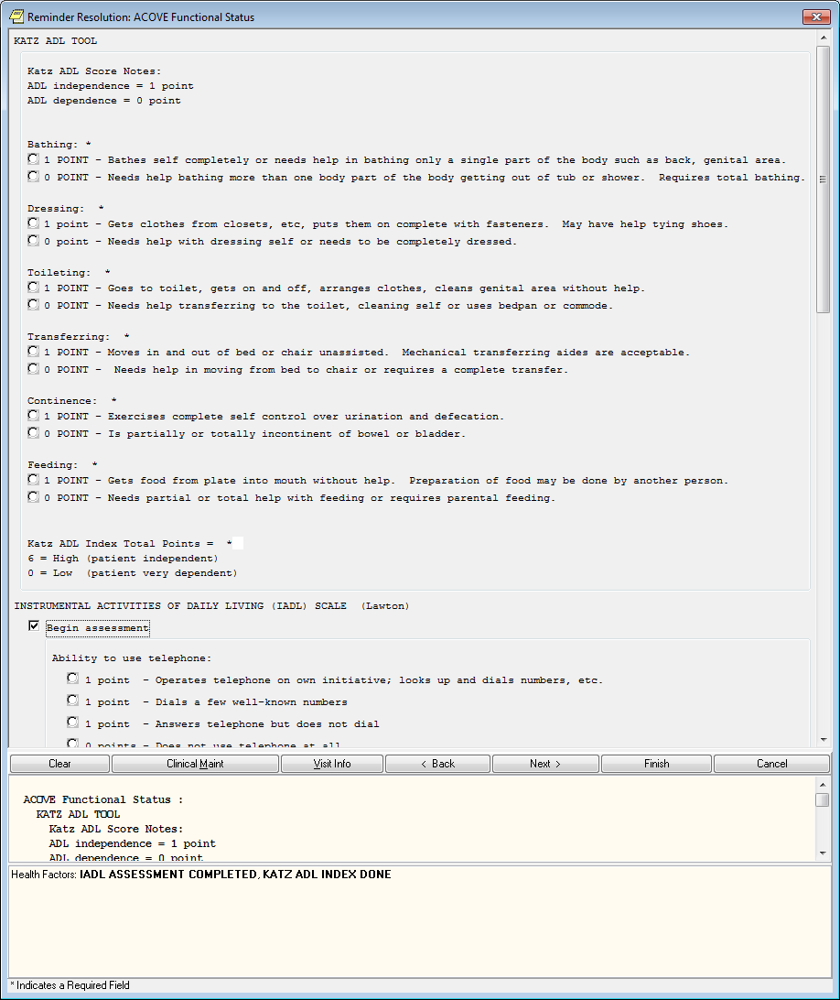 Reminder Resolution: ACOVE Functional Status
KATZ ADL TOOL
Katz ADL Score Notes:
ADL independence = 1 point
ADL dependence = 0 point
Bathing: *
1 POINT - Bathes self completely or needs help in bathing only a single part of the body such as back, genital area.
0 POINT - Needs help bathing more than one body part of the body getting out of tub or shower. Requires total bathing.
Dressing: *
1 point - Gets clothes from closets, etc, puts them on complete with fasteners. May have help tying shoes.
0 point - Needs help with dressing self or needs to be completely dressed.
Toileting: *
1 POINT - Goes to toilet, gets on and off, arranges clothes, cleans genital area without help.
0 POINT - Needs help transferring to the toilet, cleaning self or uses bedpan or commode.
Transferring: *
1 POINT - Moves in and out of bed or chair unassisted. Mechanical transferring aides are acceptable.
0 POINT - Needs help in moving from bed to chair or requires a complete transfer.
Continence: *
1 POINT - Exercises complete self control over urination and defecation.
0 POINT - Is partially or totally incontinent of bowel or bladder.
Feeding: *
1 POINT - Gets food from plate into mouth without help. Preparation of food may be done by another person.
0 POINT - Needs partial or total help with feeding or requires parental feeding.
Katz ADL Index Total Points = *
6 = High (patient independent)
0 = Low (patient very dependent)
INSTRUMENTAL ACTIVITIES OF DAILY LIVING (IADL) SCALE (Lawton)
Begin assessment
Ability to use telephone:
1 point - Operates telephone on own initiative; looks up and dials numbers, etc.
1 point - Dials a few well-known numbers
1 point - Answers telephone but does not dial
0 points - Does not use telephone at all
Clear Clinical Maint Visit Info < Back Next > Finish Cancel
ACOVE Functional Status :
KATZ ADL TOOL
Katz ADL Score Notes:
ADL independence = 1 point
ADL dependence = 0 point
Health Factors: IADL ASSESSMENT COMPLETED, KATZ ADL INDEX DONE
* Indicates a Required Field